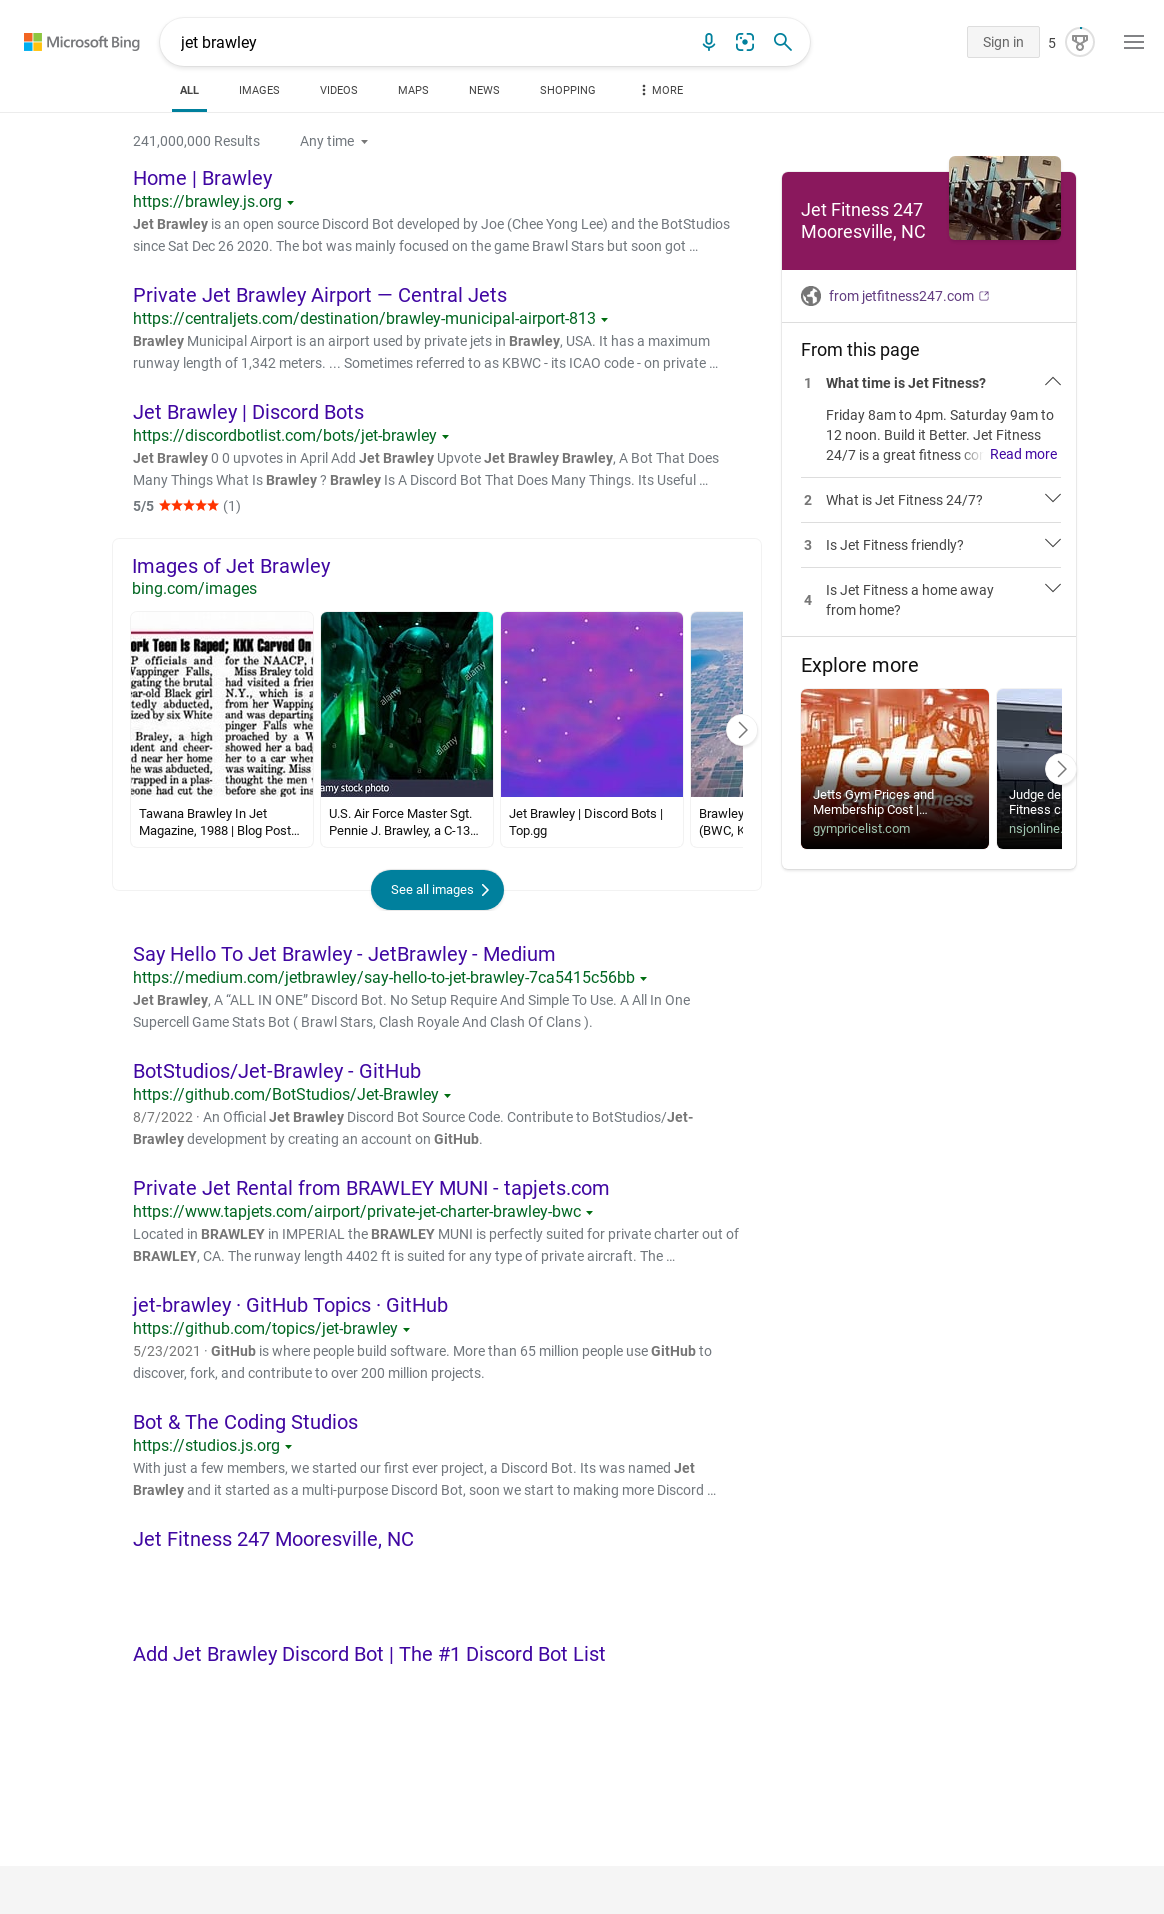 Microsoft Bing
jet brawley
Sign in
5
ALL
IMAGES
VIDEOS
MAPS
NEWS
SHOPPING
MORE
241,000,000 Results
Any time
Home | Brawley
https://brawley.js.org
Jet Brawley is an open source Discord Bot developed by Joe (Chee Yong Lee) and the BotStudios
since Sat Dec 26 2020. The bot was mainly focused on the game Brawl Stars but soon got ...
Private Jet Brawley Airport — Central Jets
https://centraljets.com/destination/brawley-municipal-airport-813
Brawley Municipal Airport is an airport used by private jets in Brawley, USA. It has a maximum
runway length of 1,342 meters. ... Sometimes referred to as KBWC - its ICAO code - on private ...
Jet Brawley | Discord Bots
https://discordbotlist.com/bots/jet-brawley
Jet Brawley 0 0 upvotes in April Add Jet Brawley Upvote Jet Brawley Brawley, A Bot That Does
Many Things What Is Brawley ? Brawley Is A Discord Bot That Does Many Things. Its Useful ...
5/5 ★★★★★ (1)
Images of Jet Brawley
bing.com/images
ork Teen Is Raped; KKK Carved On
P officials and
Wappinger Falls,
gating the brutal
ear-old Black girl
tedly abducted,
ized by six White
Braley, a high
dent and cheer-
d near her home
he was abducted,
rapped in a plas-
eone had cut the
for the NAACP,
Miss Braley told
had visited a frie
N.Y., which is a
from her Wapping
and was departing
pinger Falls whe
proached by a W
showed her a bad
her to a car wher
was waiting. Miss
thought the men
before she got ins
alamy
alamy
amy stock photo
Tawana Brawley In Jet
Magazine, 1988 | Blog Post...
U.S. Air Force Master Sgt.
Pennie J. Brawley, a C-13...
Jet Brawley | Discord Bots |
Top.gg
Brawley
(BWC, K
See all images
Say Hello To Jet Brawley - JetBrawley - Medium
https://medium.com/jetbrawley/say-hello-to-jet-brawley-7ca5415c56bb
Jet Brawley, A “ALL IN ONE” Discord Bot. No Setup Require And Simple To Use. A All In One
Supercell Game Stats Bot ( Brawl Stars, Clash Royale And Clash Of Clans ).
BotStudios/Jet-Brawley - GitHub
https://github.com/BotStudios/Jet-Brawley
8/7/2022 · An Official Jet Brawley Discord Bot Source Code. Contribute to BotStudios/Jet-
Brawley development by creating an account on GitHub.
Private Jet Rental from BRAWLEY MUNI - tapjets.com
https://www.tapjets.com/airport/private-jet-charter-brawley-bwc
Located in BRAWLEY in IMPERIAL the BRAWLEY MUNI is perfectly suited for private charter out of
BRAWLEY, CA. The runway length 4402 ft is suited for any type of private aircraft. The ...
jet-brawley · GitHub Topics · GitHub
https://github.com/topics/jet-brawley
5/23/2021 · GitHub is where people build software. More than 65 million people use GitHub to
discover, fork, and contribute to over 200 million projects.
Bot & The Coding Studios
https://studios.js.org
With just a few members, we started our first ever project, a Discord Bot. Its was named Jet
Brawley and it started as a multi-purpose Discord Bot, soon we start to making more Discord ...
Jet Fitness 247 Mooresville, NC
Add Jet Brawley Discord Bot | The #1 Discord Bot List
Jet Fitness 247
Mooresville, NC
from jetfitness247.com
From this page
1 What time is Jet Fitness?
Friday 8am to 4pm. Saturday 9am to
12 noon. Build it Better. Jet Fitness
24/7 is a great fitness co Read more
2 What is Jet Fitness 24/7?
3 Is Jet Fitness friendly?
4 Is Jet Fitness a home away
from home?
Explore more
jetts
24 hour fitness
Jetts Gym Prices and
Membership Cost |...
gympricelist.com
Judge de
Fitness c
nsjonline.